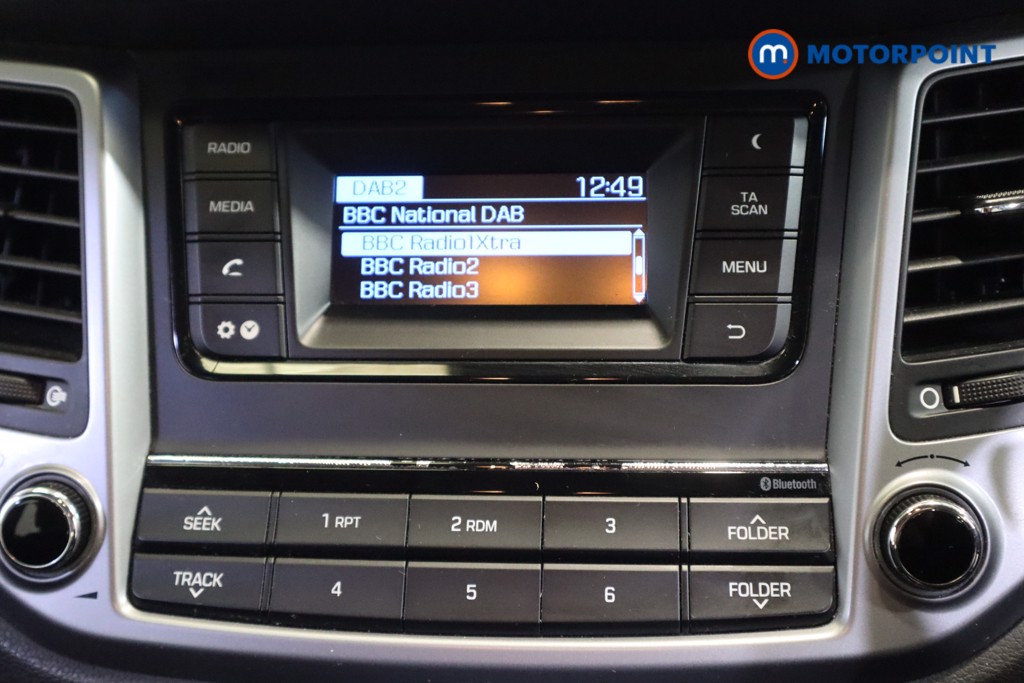 m. MOTORPOINT
RADIO
MEDIA
DAB2 12:49
BBC National DAB
BBC Radio1Xtra
BBC Radio2
BBC Radio3
TA
SCAN
MENU
Bluetooth
SEEK
1 RPT
2 RDM
3
FOLDER
TRACK
4
5
6
FOLDER